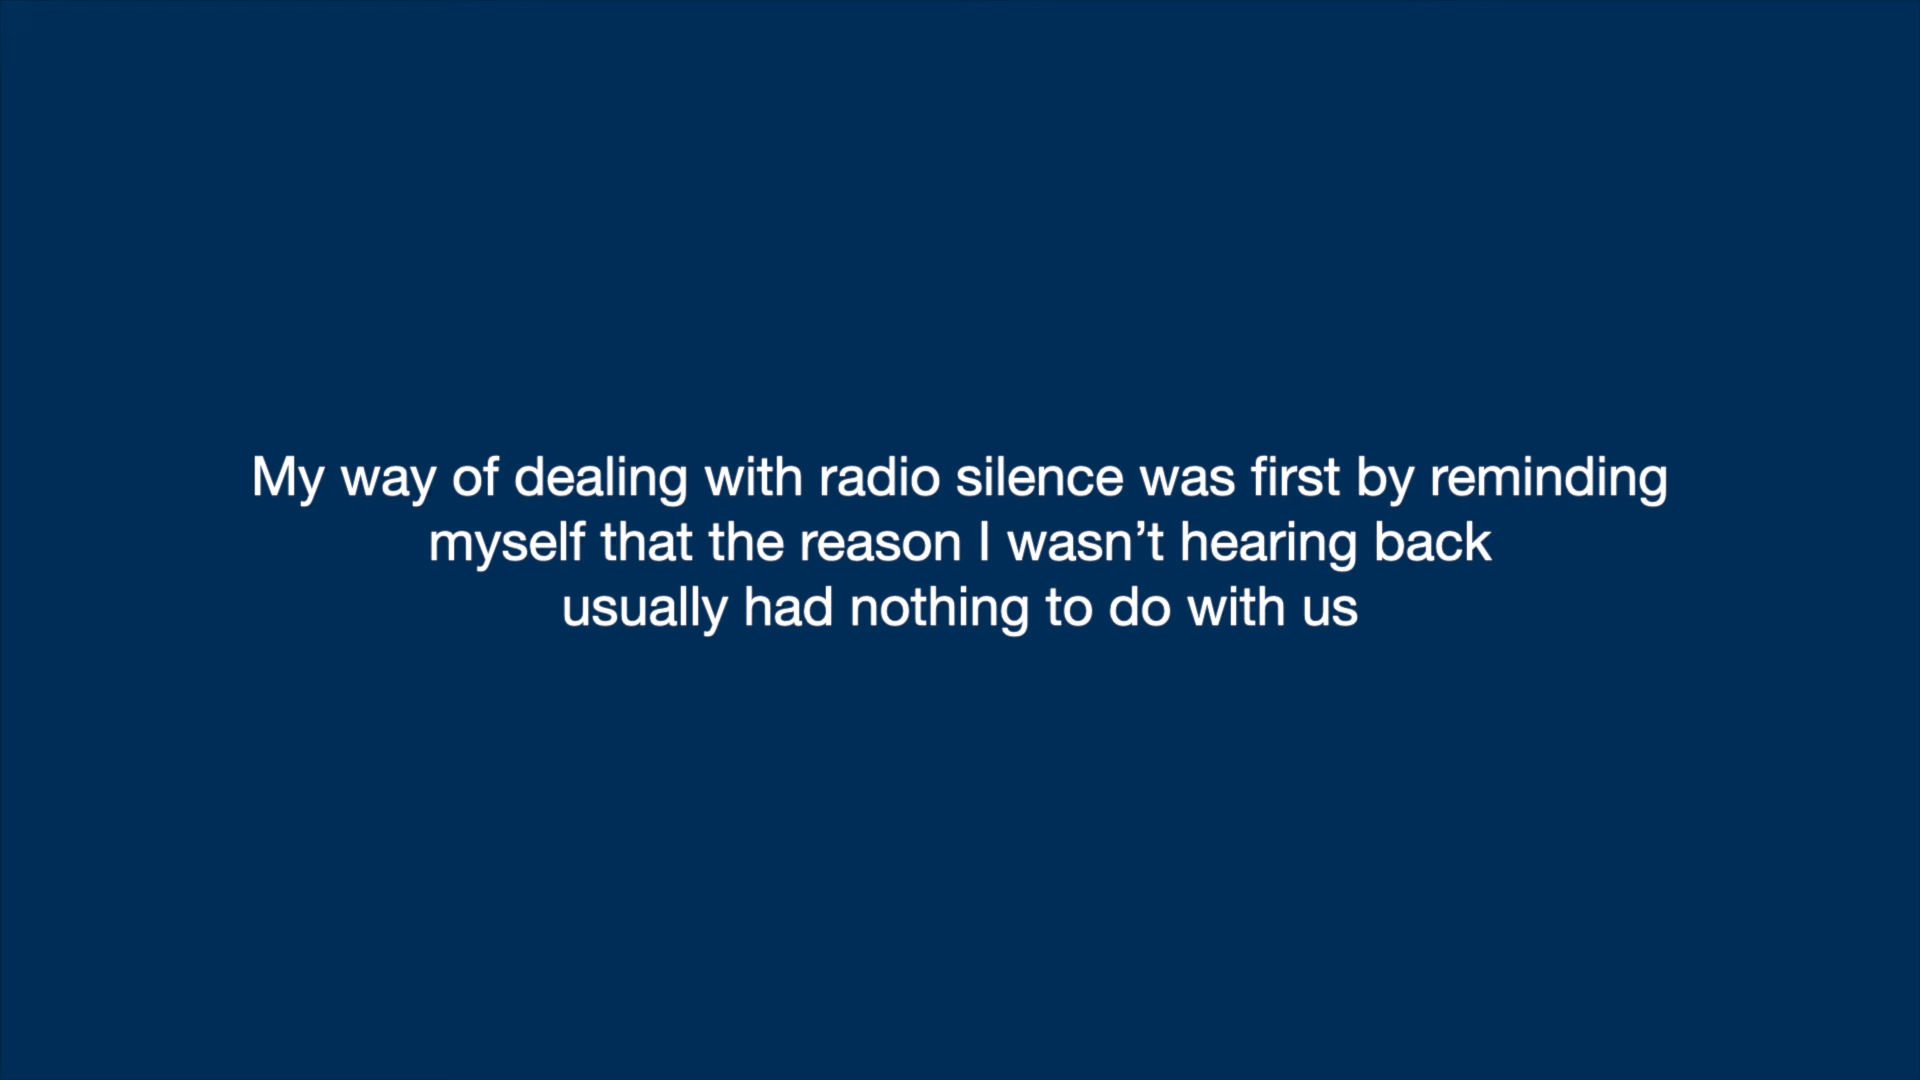 My way of dealing with radio silence was first by reminding
myself that the reason I wasn’t hearing back
usually had nothing to do with us